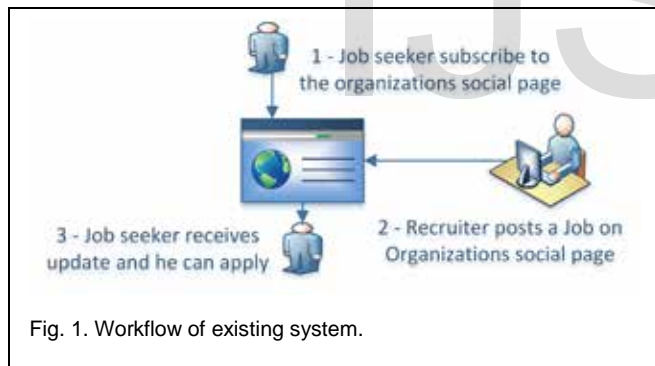 1 - Job seeker subscribe to
the organizations social page
2 - Recruiter posts a Job on
Organizations social page
3 - Job seeker receives
update and he can apply
Fig. 1. Workflow of existing system.